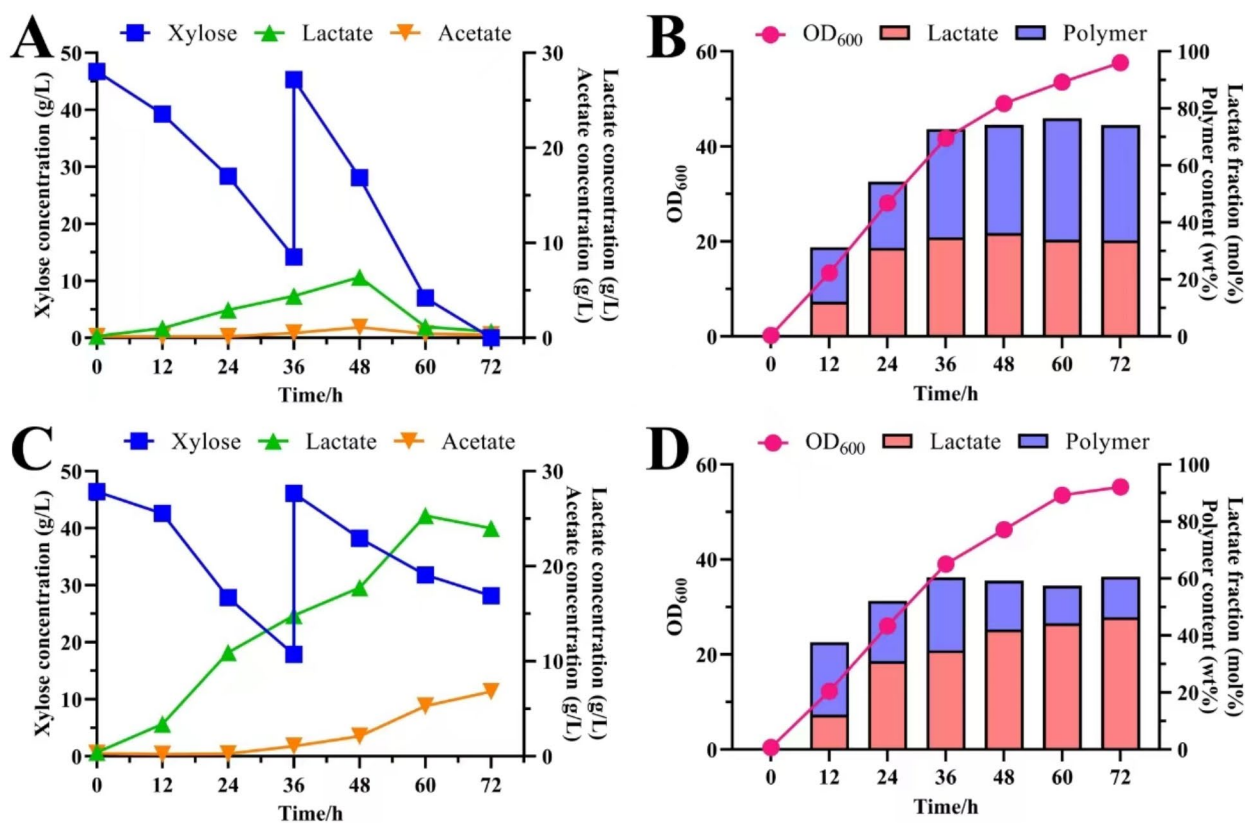 A
Xylose Lactate Acetate
50
40
30
20
10
0
Xylose concentration (g/L)
30
20
10
0
Lactate concentration (g/L)
Acetate concentration (g/L)
0 12 24 36 48 60 72
Time/h
B
OD600 Lactate Polymer
60
40
20
0
OD600
100
80
60
40
20
0
Lactate fraction (mol%)
Polymer content (wt%)
0 12 24 36 48 60 72
Time/h
C
Xylose Lactate Acetate
50
40
30
20
10
0
Xylose concentration (g/L)
30
20
10
0
Lactate concentration (g/L)
Acetate concentration (g/L)
0 12 24 36 48 60 72
Time/h
D
OD600 Lactate Polymer
60
40
20
0
OD600
100
80
60
40
20
0
Lactate fraction (mol%)
Polymer content (wt%)
0 12 24 36 48 60 72
Time/h